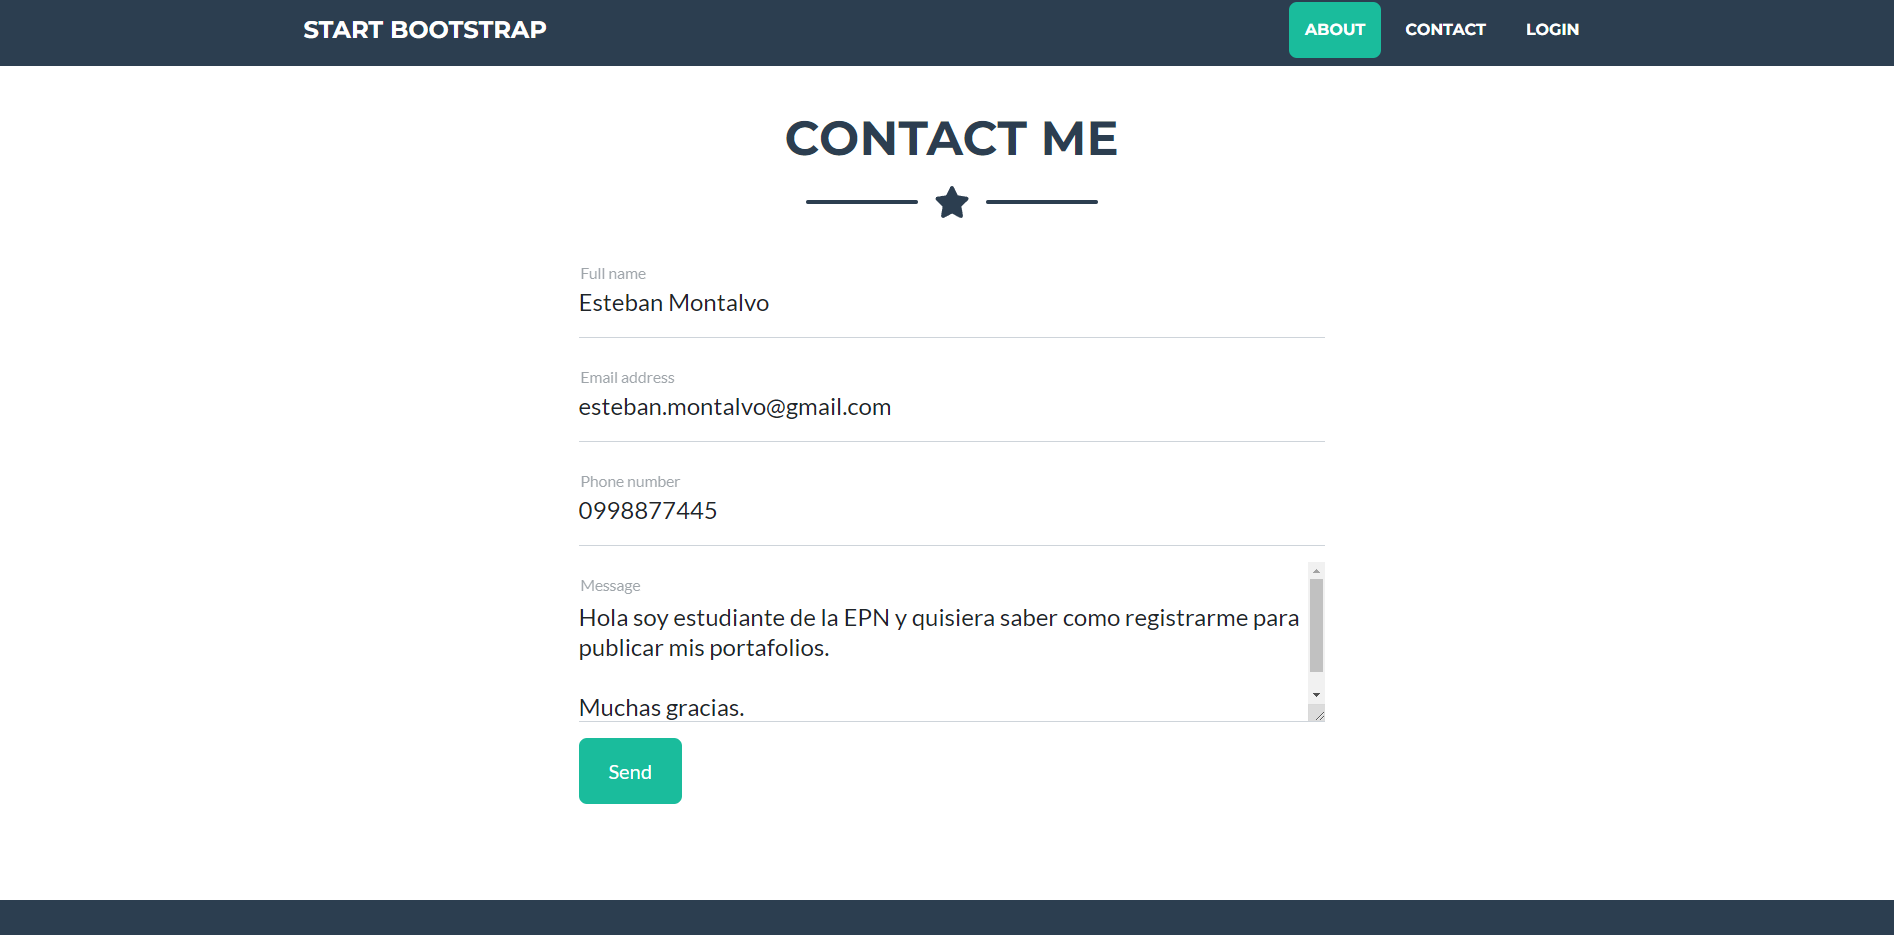 START BOOTSTRAP
ABOUT CONTACT LOGIN
CONTACT ME
Full name
Esteban Montalvo
Email address
esteban.montalvo@gmail.com
Phone number
0998877445
Message
Hola soy estudiante de la EPN y quisiera saber como registrarme para
publicar mis portafolios.
Muchas gracias.
Send